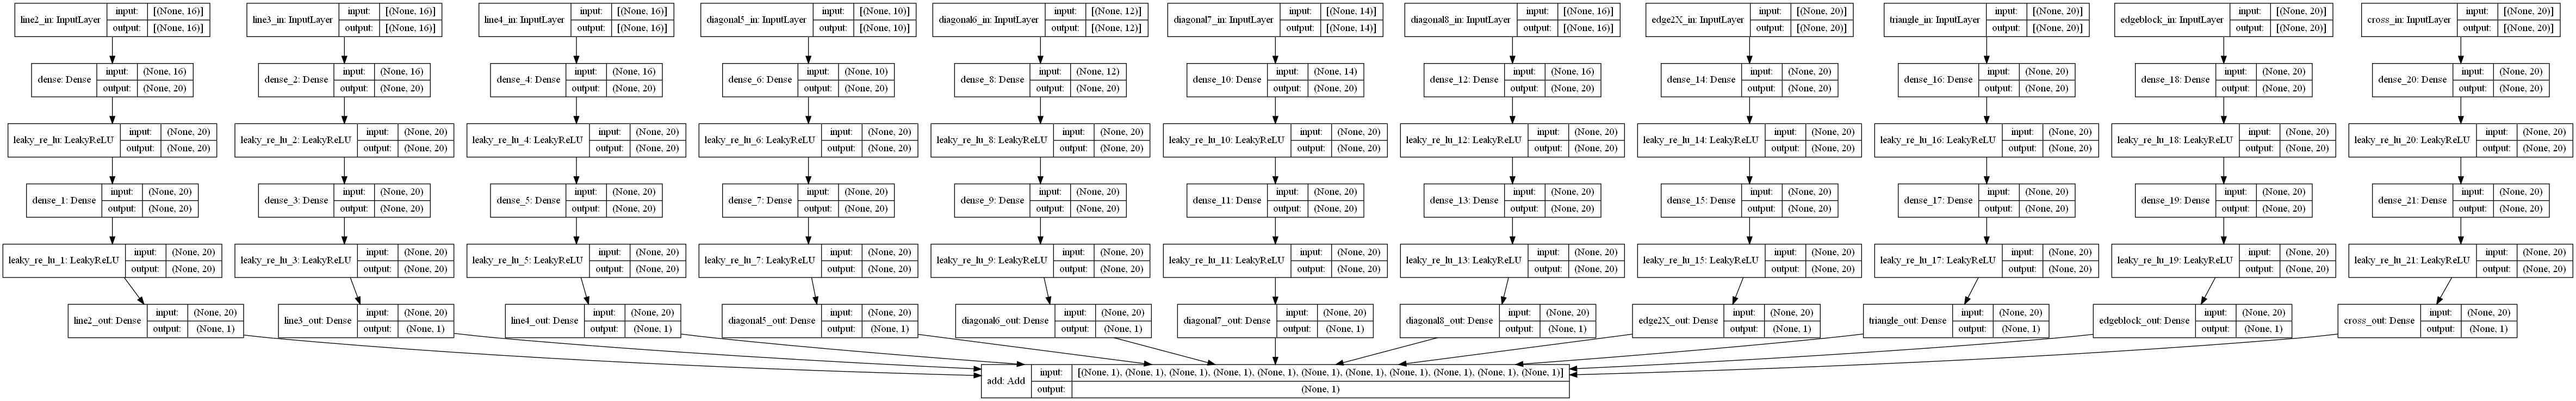 line2_in: InputLayer input: [(None, 16)] output: [(None, 16)]
line3_in: InputLayer input: [(None, 16)] output: [(None, 16)]
line4_in: InputLayer input: [(None, 16)] output: [(None, 16)]
diagonal5_in: InputLayer input: [(None, 10)] output: [(None, 10)]
diagonal6_in: InputLayer input: [(None, 12)] output: [(None, 12)]
diagonal7_in: InputLayer input: [(None, 14)] output: [(None, 14)]
diagonal8_in: InputLayer input: [(None, 16)] output: [(None, 16)]
edge2X_in: InputLayer input: [(None, 20)] output: [(None, 20)]
triangle_in: InputLayer input: [(None, 20)] output: [(None, 20)]
edgeblock_in: InputLayer input: [(None, 20)] output: [(None, 20)]
cross_in: InputLayer input: [(None, 20)] output: [(None, 20)]
dense: Dense input: (None, 16) output: (None, 20)
dense_2: Dense input: (None, 16) output: (None, 20)
dense_4: Dense input: (None, 16) output: (None, 20)
dense_6: Dense input: (None, 10) output: (None, 20)
dense_8: Dense input: (None, 12) output: (None, 20)
dense_10: Dense input: (None, 14) output: (None, 20)
dense_12: Dense input: (None, 16) output: (None, 20)
dense_14: Dense input: (None, 20) output: (None, 20)
dense_16: Dense input: (None, 20) output: (None, 20)
dense_18: Dense input: (None, 20) output: (None, 20)
dense_20: Dense input: (None, 20) output: (None, 20)
leaky_re_lu: LeakyReLU input: (None, 20) output: (None, 20)
leaky_re_lu_2: LeakyReLU input: (None, 20) output: (None, 20)
leaky_re_lu_4: LeakyReLU input: (None, 20) output: (None, 20)
leaky_re_lu_6: LeakyReLU input: (None, 20) output: (None, 20)
leaky_re_lu_8: LeakyReLU input: (None, 20) output: (None, 20)
leaky_re_lu_10: LeakyReLU input: (None, 20) output: (None, 20)
leaky_re_lu_12: LeakyReLU input: (None, 20) output: (None, 20)
leaky_re_lu_14: LeakyReLU input: (None, 20) output: (None, 20)
leaky_re_lu_16: LeakyReLU input: (None, 20) output: (None, 20)
leaky_re_lu_18: LeakyReLU input: (None, 20) output: (None, 20)
leaky_re_lu_20: LeakyReLU input: (None, 20) output: (None, 20)
dense_1: Dense input: (None, 20) output: (None, 20)
dense_3: Dense input: (None, 20) output: (None, 20)
dense_5: Dense input: (None, 20) output: (None, 20)
dense_7: Dense input: (None, 20) output: (None, 20)
dense_9: Dense input: (None, 20) output: (None, 20)
dense_11: Dense input: (None, 20) output: (None, 20)
dense_13: Dense input: (None, 20) output: (None, 20)
dense_15: Dense input: (None, 20) output: (None, 20)
dense_17: Dense input: (None, 20) output: (None, 20)
dense_19: Dense input: (None, 20) output: (None, 20)
dense_21: Dense input: (None, 20) output: (None, 20)
leaky_re_lu_1: LeakyReLU input: (None, 20) output: (None, 20)
leaky_re_lu_3: LeakyReLU input: (None, 20) output: (None, 20)
leaky_re_lu_5: LeakyReLU input: (None, 20) output: (None, 20)
leaky_re_lu_7: LeakyReLU input: (None, 20) output: (None, 20)
leaky_re_lu_9: LeakyReLU input: (None, 20) output: (None, 20)
leaky_re_lu_11: LeakyReLU input: (None, 20) output: (None, 20)
leaky_re_lu_13: LeakyReLU input: (None, 20) output: (None, 20)
leaky_re_lu_15: LeakyReLU input: (None, 20) output: (None, 20)
leaky_re_lu_17: LeakyReLU input: (None, 20) output: (None, 20)
leaky_re_lu_19: LeakyReLU input: (None, 20) output: (None, 20)
leaky_re_lu_21: LeakyReLU input: (None, 20) output: (None, 20)
line2_out: Dense input: (None, 20) output: (None, 1)
line3_out: Dense input: (None, 20) output: (None, 1)
line4_out: Dense input: (None, 20) output: (None, 1)
diagonal5_out: Dense input: (None, 20) output: (None, 1)
diagonal6_out: Dense input: (None, 20) output: (None, 1)
diagonal7_out: Dense input: (None, 20) output: (None, 1)
diagonal8_out: Dense input: (None, 20) output: (None, 1)
edge2X_out: Dense input: (None, 20) output: (None, 1)
triangle_out: Dense input: (None, 20) output: (None, 1)
edgeblock_out: Dense input: (None, 20) output: (None, 1)
cross_out: Dense input: (None, 20) output: (None, 1)
add: Add input: [(None, 1), (None, 1), (None, 1), (None, 1), (None, 1), (None, 1), (None, 1), (None, 1), (None, 1), (None, 1), (None, 1)] output: (None, 1)